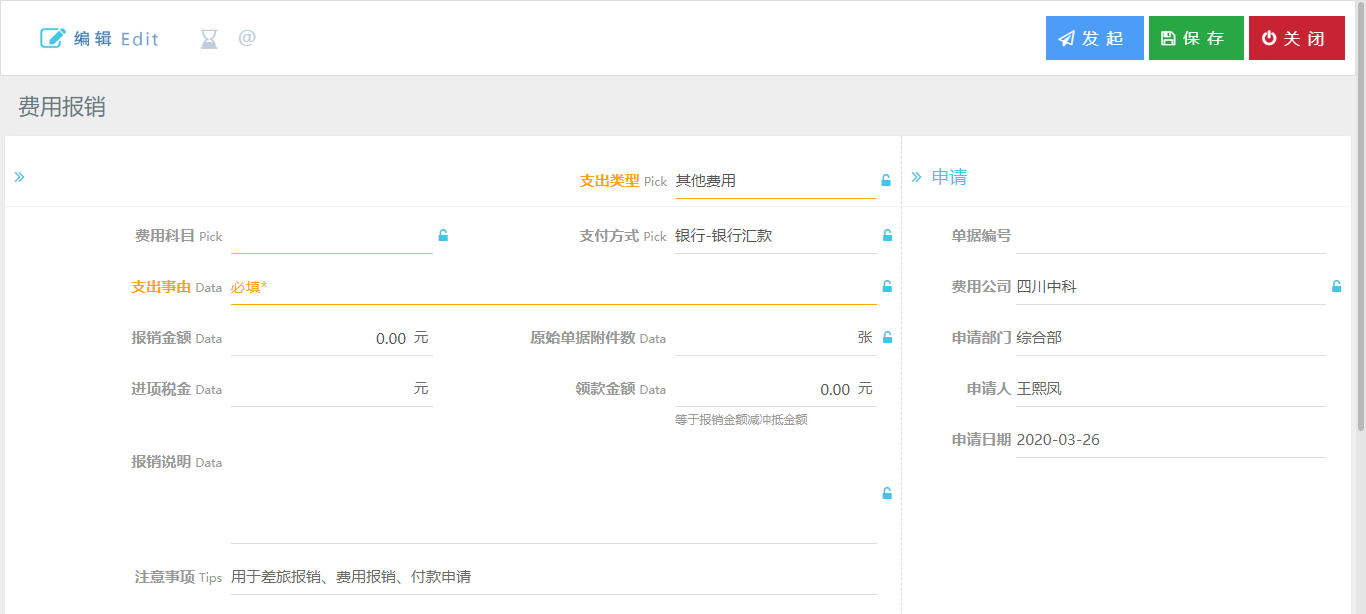 编辑 Edit @ 发起 保存 关闭
费用报销
支出类型 Pick 其他费用
申请
费用科目 Pick 支付方式 Pick 银行-银行汇款
单据编号
支出事由 Data 必填*
费用公司 四川中科
报销金额 Data 0.00 元 原始单据附件数 Data 张
申请部门 综合部
进项税金 Data 元 领款金额 Data 0.00 元
申请人 王熙凤
等于报销金额减冲抵金额
申请日期 2020-03-26
报销说明 Data
注意事项 Tips 用于差旅报销、费用报销、付款申请